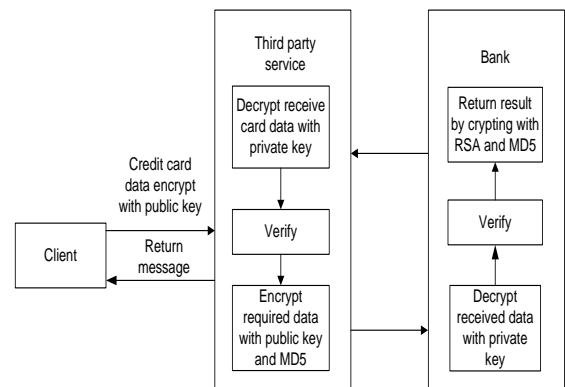 Third party
service
Decrypt receive
card data with
private key
Verify
Encrypt
required data
with public key
and MD5
Bank
Return result
by crypting with
RSA and MD5
Verify
Decrypt
received data
with private
key
Credit card
data encrypt
with public key
Client
Return
message